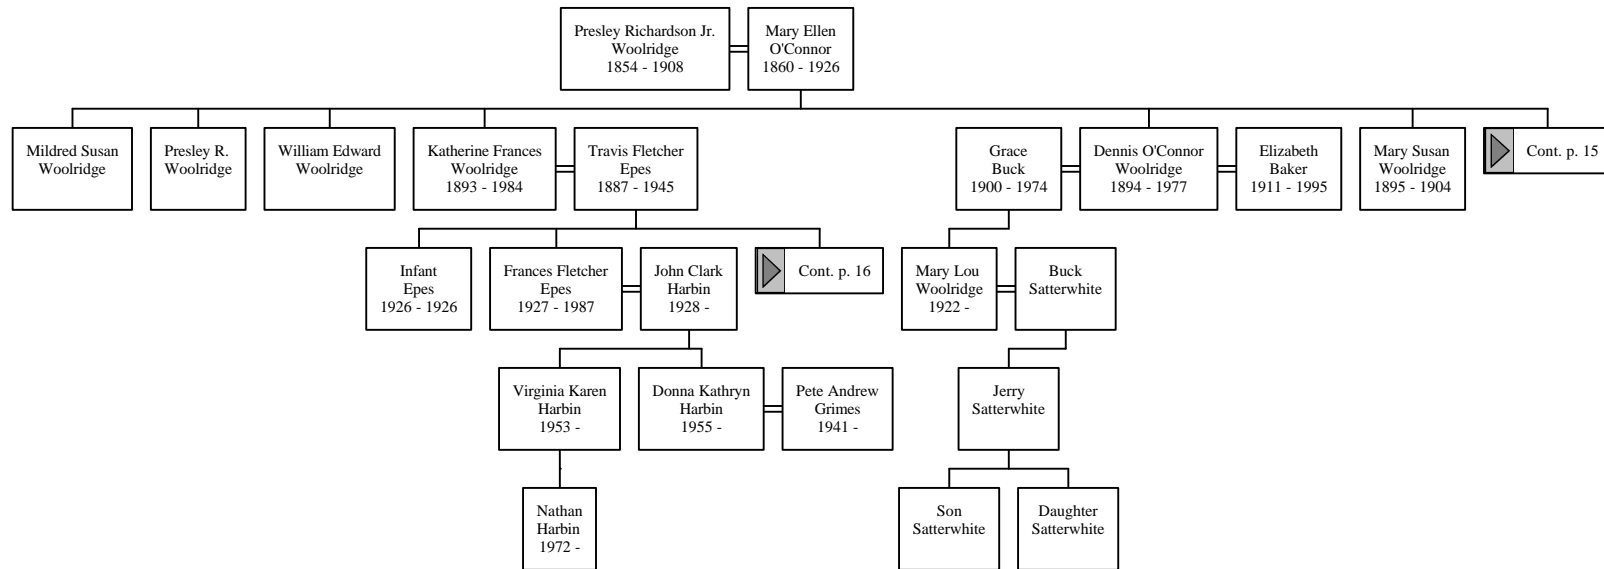 Presley Richardson Jr.
Woolridge
1854 - 1908
Mary Ellen
O'Connor
1860 - 1926
Mildred Susan
Woolridge
Presley R.
Woolridge
William Edward
Woolridge
Katherine Frances
Woolridge
1893 - 1984
Travis Fletcher
Epes
1887 - 1945
Grace
Buck
1900 - 1974
Dennis O'Connor
Woolridge
1894 - 1977
Elizabeth
Baker
1911 - 1995
Mary Susan
Woolridge
1895 - 1904
Cont. p. 15
Infant
Epes
1926 - 1926
Frances Fletcher
Epes
1927 - 1987
John Clark
Harbin
1928 -
Cont. p. 16
Mary Lou
Woolridge
1922 -
Buck
Satterwhite
Virginia Karen
Harbin
1953 -
Donna Kathryn
Harbin
1955 -
Pete Andrew
Grimes
1941 -
Jerry
Satterwhite
Nathan
Harbin
1972 -
Son
Satterwhite
Daughter
Satterwhite